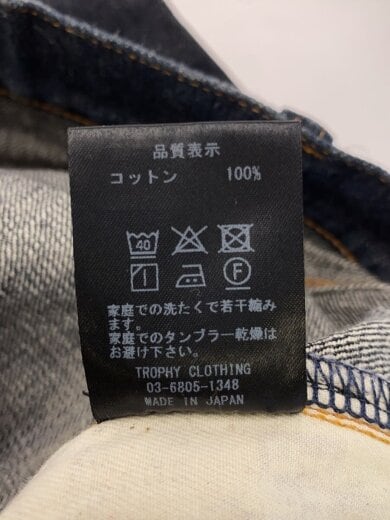 品質表示
コットン 100%
40
F
家庭での洗たくで若干縮み
ます。
家庭でのタンブラー乾燥は
お避け下さい。
TROPHY CLOTHING
03-6805-1348
MADE IN JAPAN